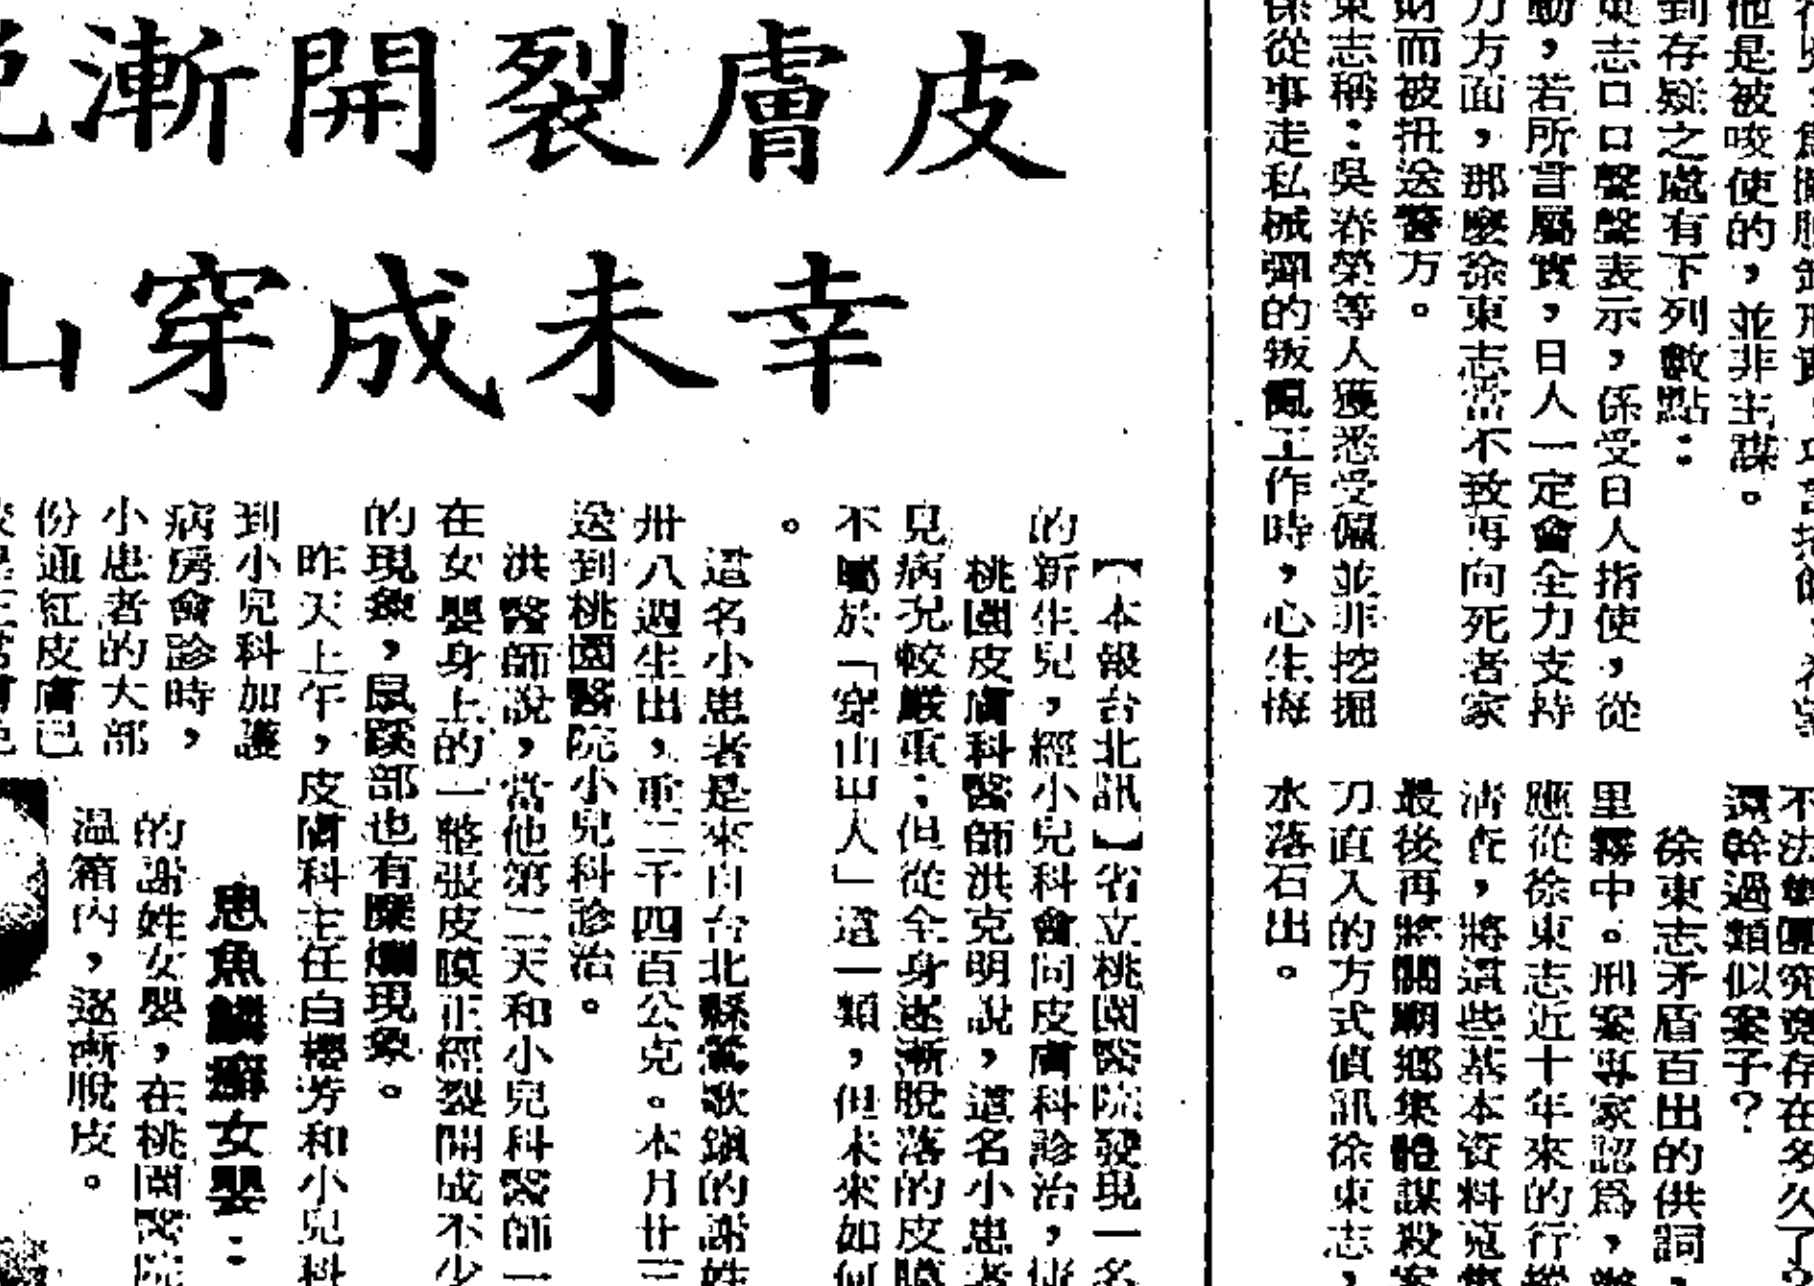 他是被咬使的，並非主謀。
到存疑之處有下列數點：
東志口口聲聲表示，係受日人指使，從
動，若所言屬實，日人一定會全力支持
力方面，那麼徐東志當不致再向死者家
財而被扭送警方。
東志稱：吳春榮等人獲悉受僱並非挖掘
係從事走私械彈的叛亂工作時，心生悔
還幹過類似案子？
徐東志矛盾百出的供詞，
里霧中。刑案專家認爲，
應從徐東志近十年來的行
清查，將這些基本資料蒐集
最後再將關廟鄉集體謀殺案
刀直入的方式偵訊徐東志，
水落石出。
皮膚裂開漸
幸未成穿山
【本報台北訊】省立桃園醫院發現一名
的新生兒，經小兒科會同皮膚科診治，
桃園皮膚科醫師洪克明說，這名小患者
兒病況較嚴重；但從全身逐漸脫落的皮膜
不屬於「穿山甲人」這一類，但未來如何
。
這名小患者是來自台北縣鶯歌鎮的謝姓
卅八週生出，重三千四百公克。本月廿三
送到桃園醫院小兒科診治。
洪醫師說，當他第二天和小兒科醫師一
在女嬰身上的一整張皮膜正經裂開成不少
的現象，鼠蹊部也有糜爛現象。
昨天上午，皮膚科主任白櫻芳和小兒科
到小兒科加護
病房會診時，
小患者的大部
份通紅皮膚已
患魚鱗癬女嬰：
的謝姓女嬰，在桃園醫院
溫箱內，逐漸脫皮。